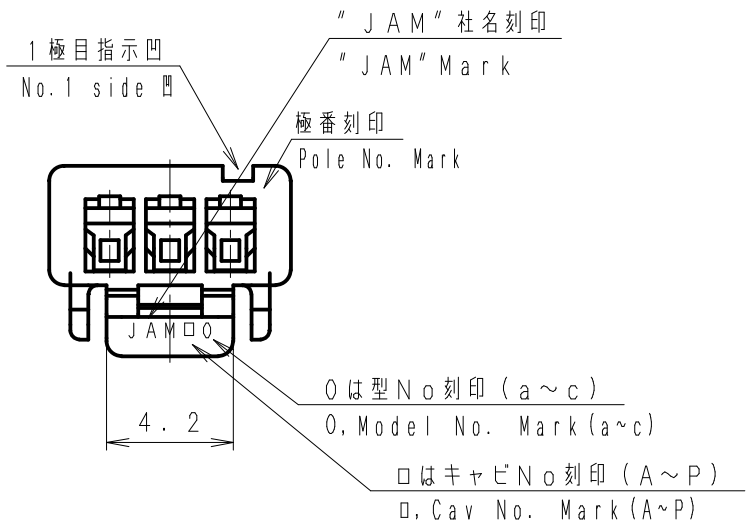 "JAM"社名刻印
"JAM"Mark
1極目指示凹
No.1 side 凹
極番刻印
Pole No. Mark
JAM□O
4.2
Oは型No刻印(a～c)
O,Model No. Mark(a~c)
□はキャビNo刻印(A～P)
□,Cav No. Mark(A~P)